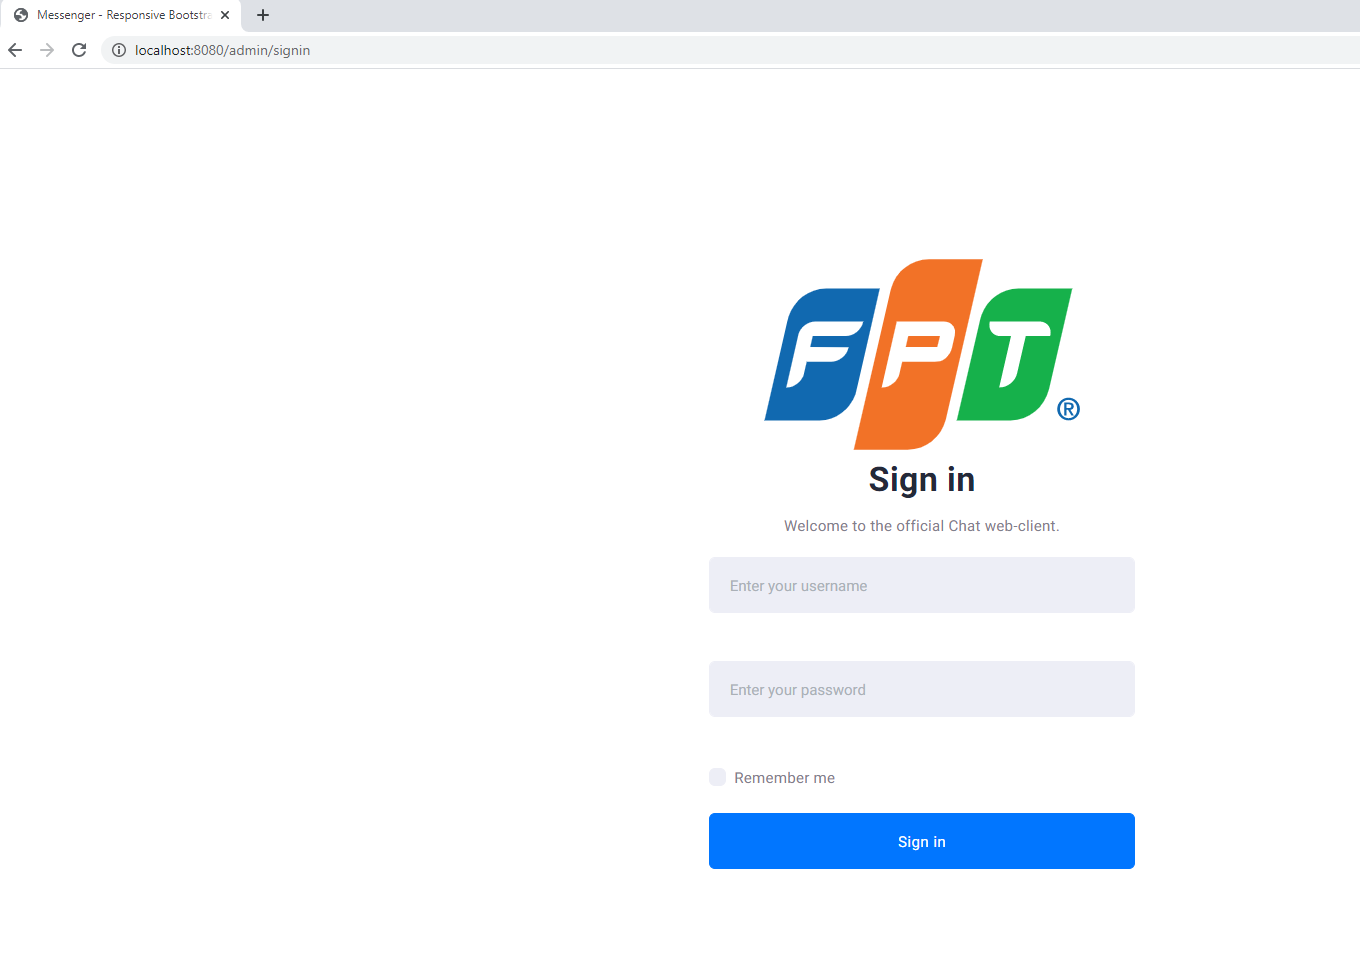 Messenger - Responsive Bootstra
localhost:8080/admin/signin
FPT®
Sign in
Welcome to the official Chat web-client.
Enter your username
Enter your password
Remember me
Sign in